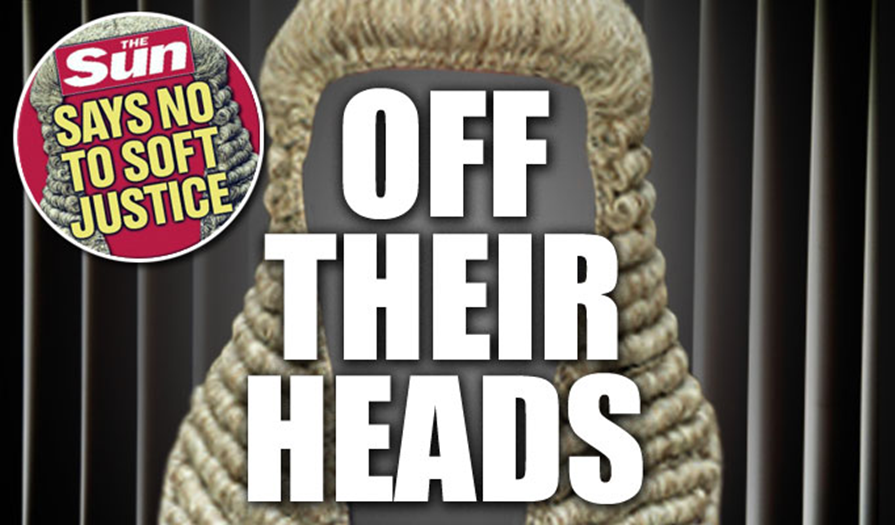 THE
Sun
SAYS NO
TO SOFT
JUSTICE
OFF
THEIR
HEADS